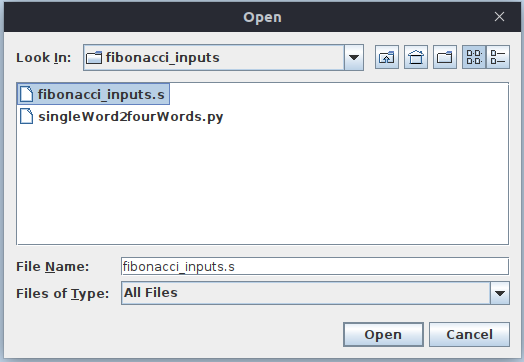 Open
Look In: fibonacci_inputs
fibonacci_inputs.s
singleWord2fourWords.py
File Name: fibonacci_inputs.s
Files of Type: All Files
Open Cancel